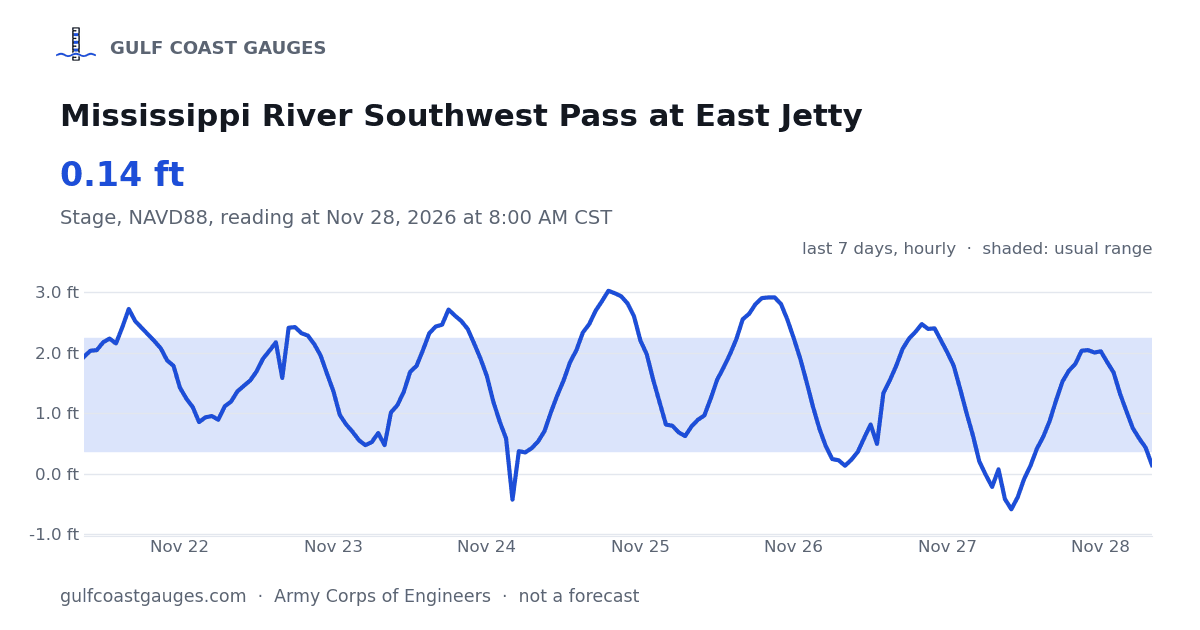 GULF COAST GAUGES
Mississippi River Southwest Pass at East Jetty
0.14 ft
Stage, NAVD88, reading at Nov 28, 2026 at 8:00 AM CST
last 7 days, hourly · shaded: usual range
3.0 ft
2.0 ft
1.0 ft
0.0 ft
-1.0 ft
Nov 22 Nov 23 Nov 24 Nov 25 Nov 26 Nov 27 Nov 28
gulfcoastgauges.com · Army Corps of Engineers · not a forecast